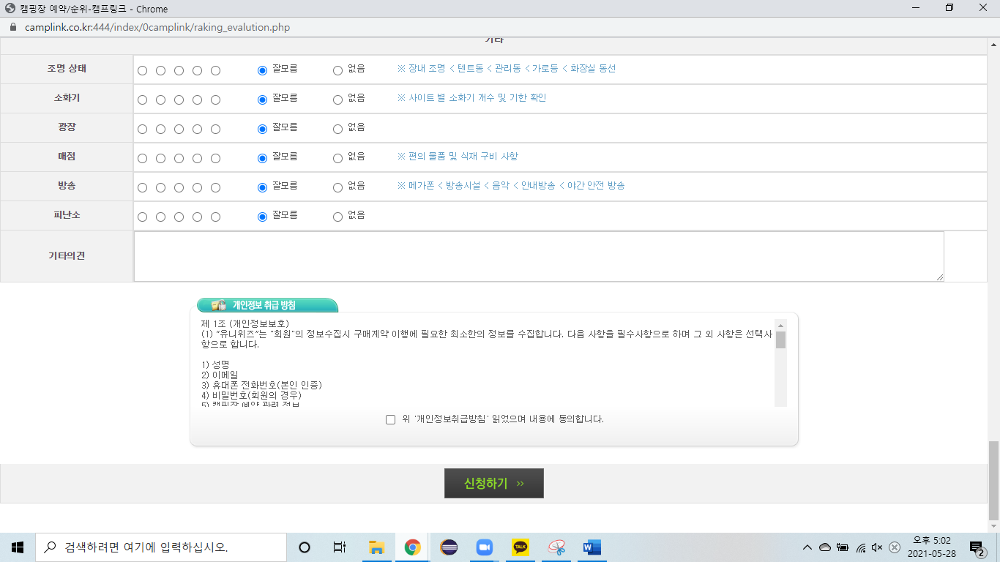 캠핑장 예약/순위-캠프링크 - Chrome
camplink.co.kr:444/index/0camplink/raking_evalution.php
기타
조명 상태 잘모름 없음 ※ 장내 조명 < 텐트동 < 관리동 < 가로등 < 화장실 동선
소화기 잘모름 없음 ※ 사이트 별 소화기 개수 및 기한 확인
광장 잘모름 없음
매점 잘모름 없음 ※ 편의 물품 및 식재 구비 사항
방송 잘모름 없음 ※ 메가폰 < 방송시설 < 음악 < 안내방송 < 야간 안전 방송
피난소 잘모름 없음
기타의견
개인정보 취급 방침
제 1조 (개인정보보호)
(1) "유니위즈"는 "회원"의 정보수집시 구매계약 이행에 필요한 최소한의 정보를 수집합니다. 다음 사항을 필수사항으로 하며 그 외 사항은 선택사
항으로 합니다.
1) 성명
2) 이메일
3) 휴대폰 전화번호(본인 인증)
4) 비밀번호(회원의 경우)
5) 캠핑장 예약 관련 정보
위 '개인정보취급방침' 읽었으며 내용에 동의합니다.
신청하기 >>
검색하려면 여기에 입력하십시오.
TALK
W
오후 5:02
2021-05-28
2